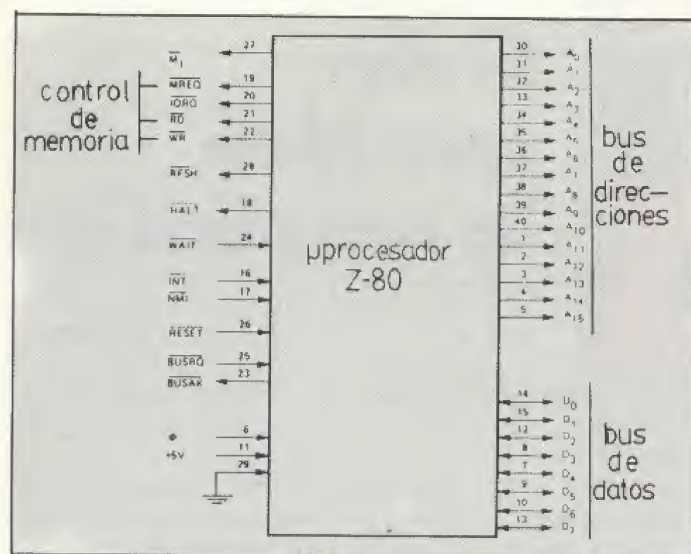 M1 27
MREQ 19
IORQ 20
RD 21
WR 22
control
de
memoria
RFSH 28
HALT 18
WAIT 24
INT 16
NMI 17
RESET 26
BUSRQ 25
BUSAK 23
Φ 6
+5V 11
29
μprocesador
Z-80
30 A0
31 A1
32 A2
33 A3
34 A4
35 A5
36 A6
37 A7
38 A8
39 A9
40 A10
1 A11
2 A12
3 A13
4 A14
5 A15
bus
de
direc-
ciones
14 D0
15 D1
12 D2
8 D3
7 D4
9 D5
10 D6
13 D7
bus
de
datos